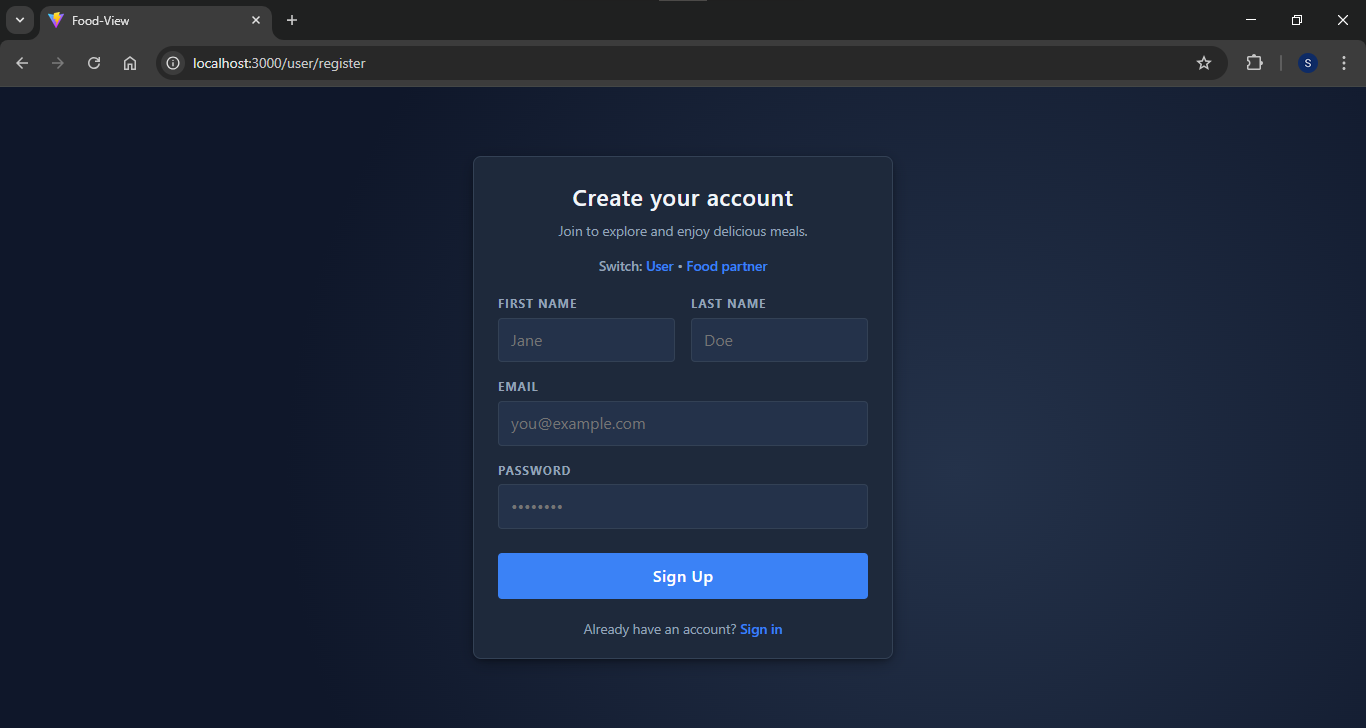 Food-View
localhost:3000/user/register
S
Create your account
Join to explore and enjoy delicious meals.
Switch: User • Food partner
FIRST NAME LAST NAME
Jane Doe
EMAIL
you@example.com
PASSWORD
••••••••
Sign Up
Already have an account? Sign in